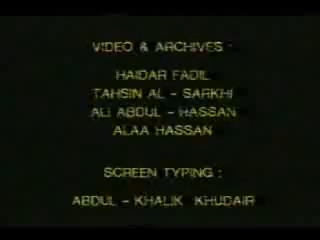 VIDEO & ARCHIVES :
HAIDAR FADIL
TAHSIN AL - SARKHI
ALI ABDUL - HASSAN
ALAA HASSAN
SCREEN TYPING :
ABDUL - KHALIK KHUDAIR